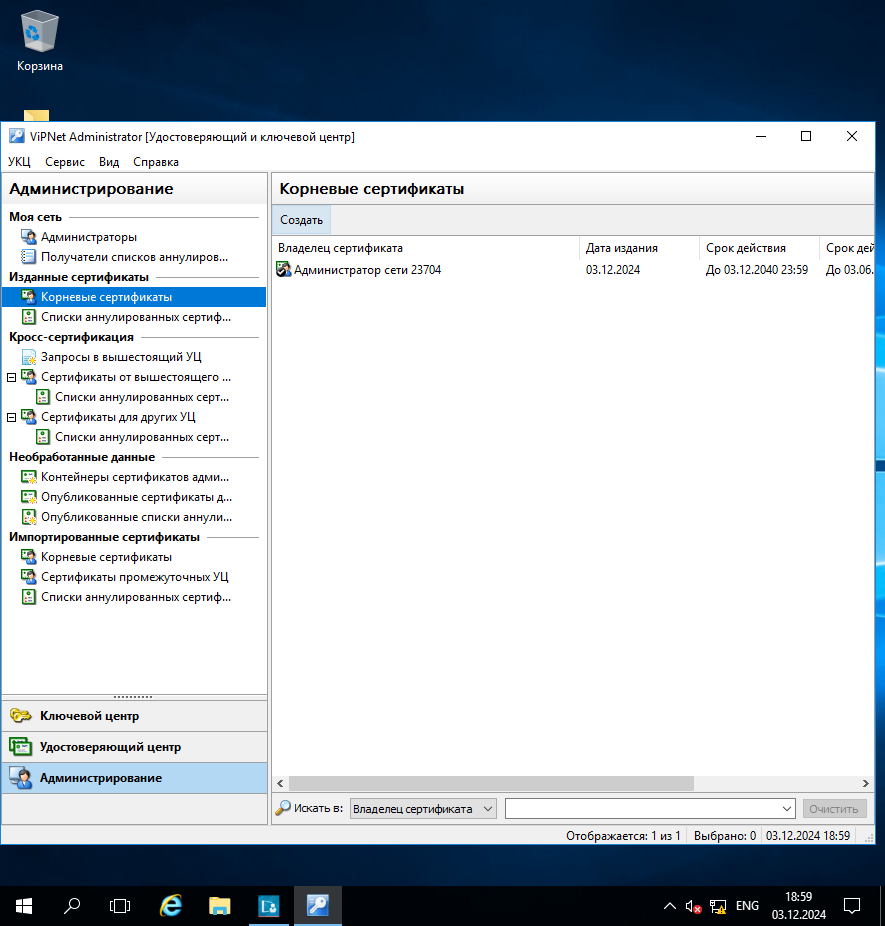 Корзина
ViPNet Administrator [Удостоверяющий и ключевой центр]
УКЦ Сервис Вид Справка
Администрирование
Моя сеть
Администраторы
Получатели списков аннулиров...
Изданные сертификаты
Корневые сертификаты
Списки аннулированных сертиф...
Кросс-сертификация
Запросы в вышестоящий УЦ
Сертификаты от вышестоящего ...
Списки аннулированных серт...
Сертификаты для других УЦ
Списки аннулированных серт...
Необработанные данные
Контейнеры сертификатов адми...
Опубликованные сертификаты д...
Опубликованные списки аннули...
Импортированные сертификаты
Корневые сертификаты
Сертификаты промежуточных УЦ
Списки аннулированных сертиф...
Ключевой центр
Удостоверяющий центр
Администрирование
Корневые сертификаты
Создать
Владелец сертификата Дата издания Срок действия Срок дей
Администратор сети 23704 03.12.2024 До 03.12.2040 23:59 До 03.06.
Искать в: Владелец сертификата Очистить
Отображается: 1 из 1 Выбрано: 0 03.12.2024 18:59
ENG 18:59
03.12.2024